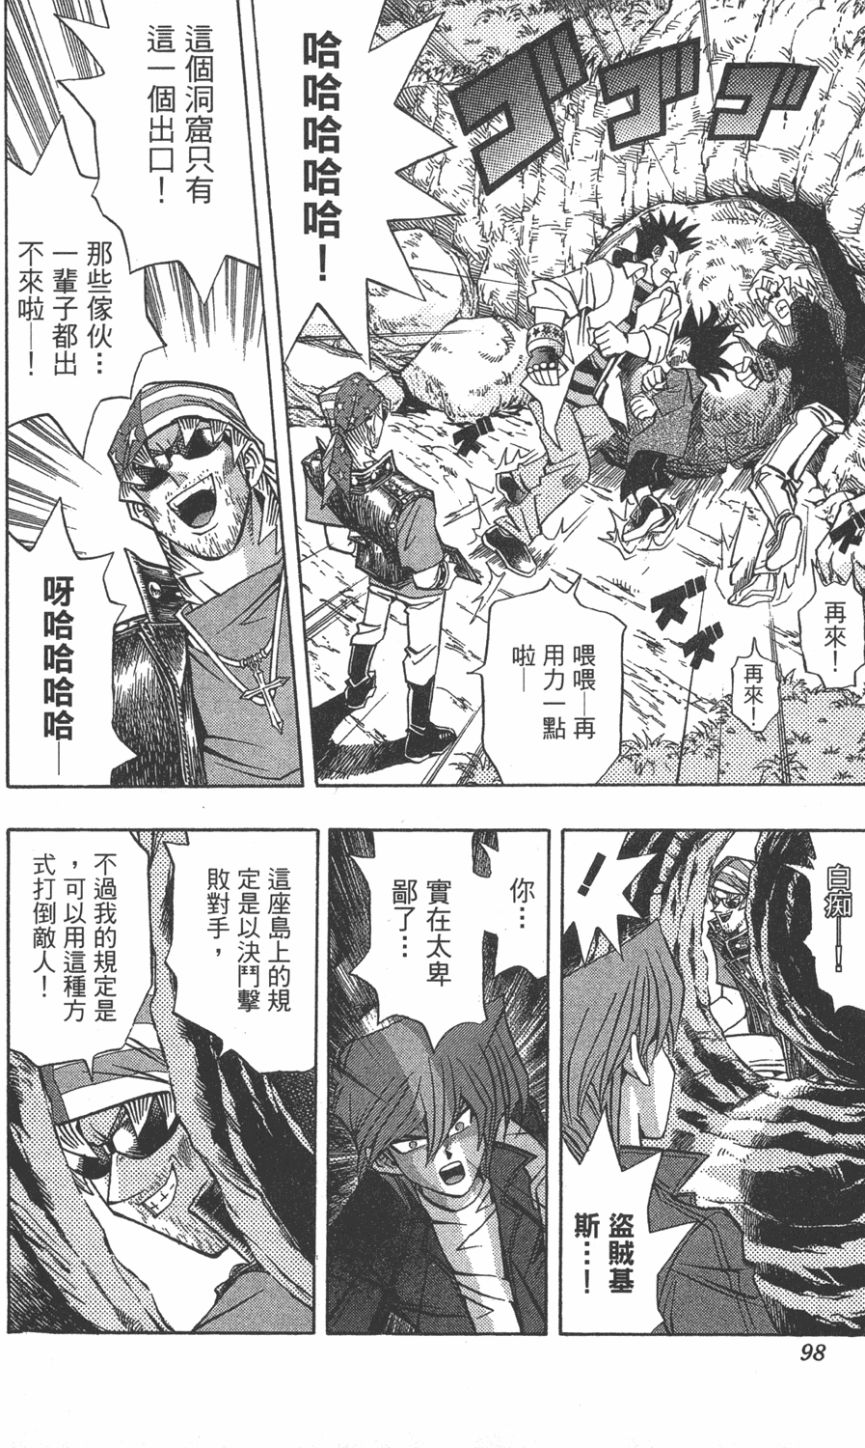 ゴゴゴ
ズ
ズ
ズズ
再來！
再來！
喂喂—再
用力一點
啦—
哈哈哈哈哈！
這個洞窟只有
這一個出口！
那些傢伙…
一輩子都出
不來啦—！
呀哈哈哈哈—
白痴—！
！
盜賊基
斯…！
你…
實在太卑
鄙了…
這座島上的規
定是以決鬥擊
敗對手，
不過我的規定是
，可以用這種方
式打倒敵人！
98